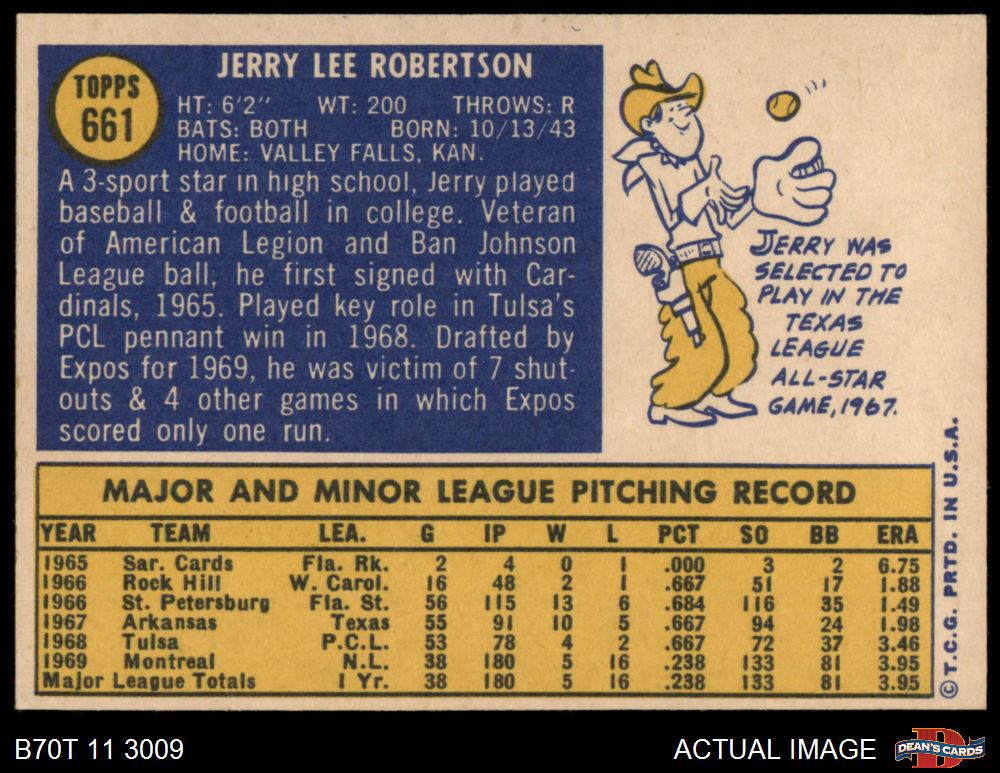 TOPPS
661
JERRY LEE ROBERTSON
HT: 6'2" WT: 200 THROWS: R
BATS: BOTH BORN: 10/13/43
HOME: VALLEY FALLS, KAN.
A 3-sport star in high school, Jerry played
baseball & football in college. Veteran
of American Legion and Ban Johnson
League ball, he first signed with Car-
dinals, 1965. Played key role in Tulsa's
PCL pennant win in 1968. Drafted by
Expos for 1969, he was victim of 7 shut-
outs & 4 other games in which Expos
scored only one run.
JERRY WAS
SELECTED TO
PLAY IN THE
TEXAS
LEAGUE
ALL-STAR
GAME, 1967.
MAJOR AND MINOR LEAGUE PITCHING RECORD
YEAR TEAM LEA. G IP W L PCT SO BB ERA
1965 Sar. Cards Fla. Rk. 2 4 0 1 .000 3 2 6.75
1966 Rock Hill W. Carol. 16 48 2 1 .667 51 17 1.88
1966 St. Petersburg Fla. St. 56 115 13 6 .684 116 35 1.49
1967 Arkansas Texas 55 91 10 5 .667 94 24 1.98
1968 Tulsa P.C.L. 53 78 4 2 .667 72 37 3.46
1969 Montreal N.L. 38 180 5 16 .238 133 81 3.95
Major League Totals 1 Yr. 38 180 5 16 .238 133 81 3.95
© T.C.G. PRTD. IN U.S.A.
B70T 11 3009
ACTUAL IMAGE
D
DEAN'S CARDS